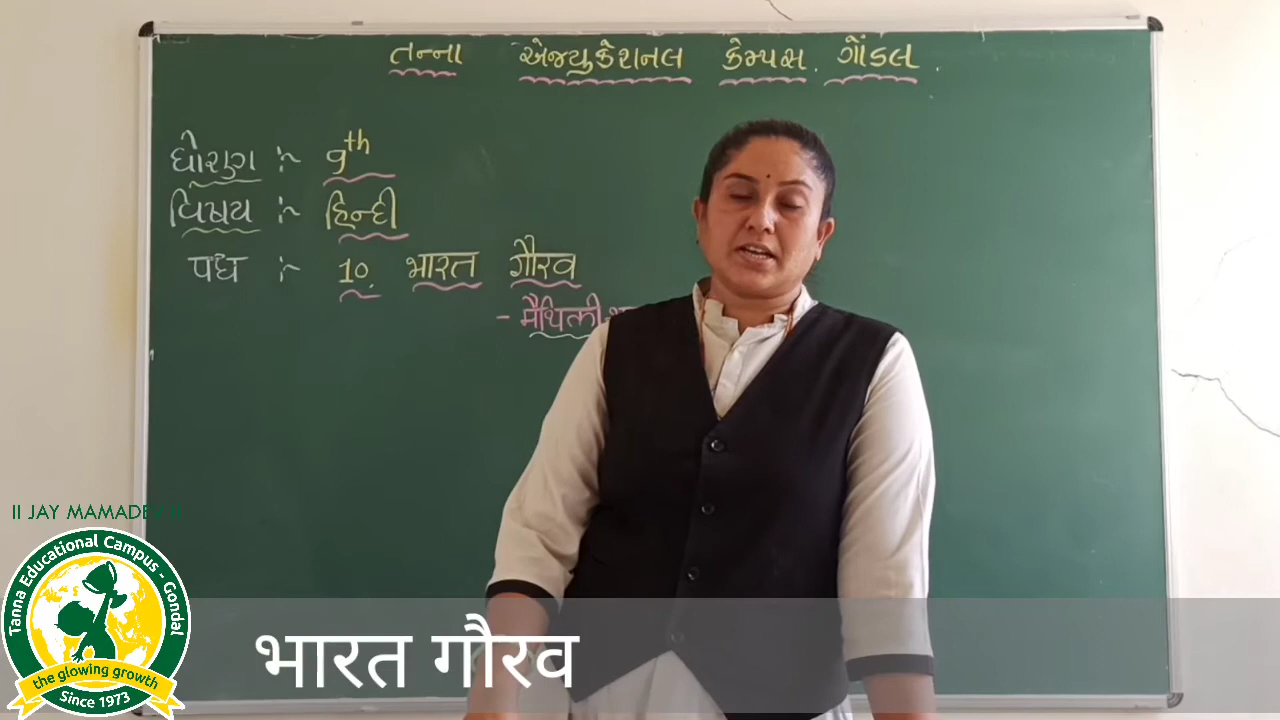 તન્ના એજ્યુકેશનલ કેમ્પસ. ગોંડલ.
ધોરણ :- 9th
વિષય :- હિન્દી
પદ્ય :- 10. भारत गौरव
- मैथिली
II JAY MAMADEV II
Tanna Educational Campus - Gondal
the glowing growth
Since 1973
भारत गौरव